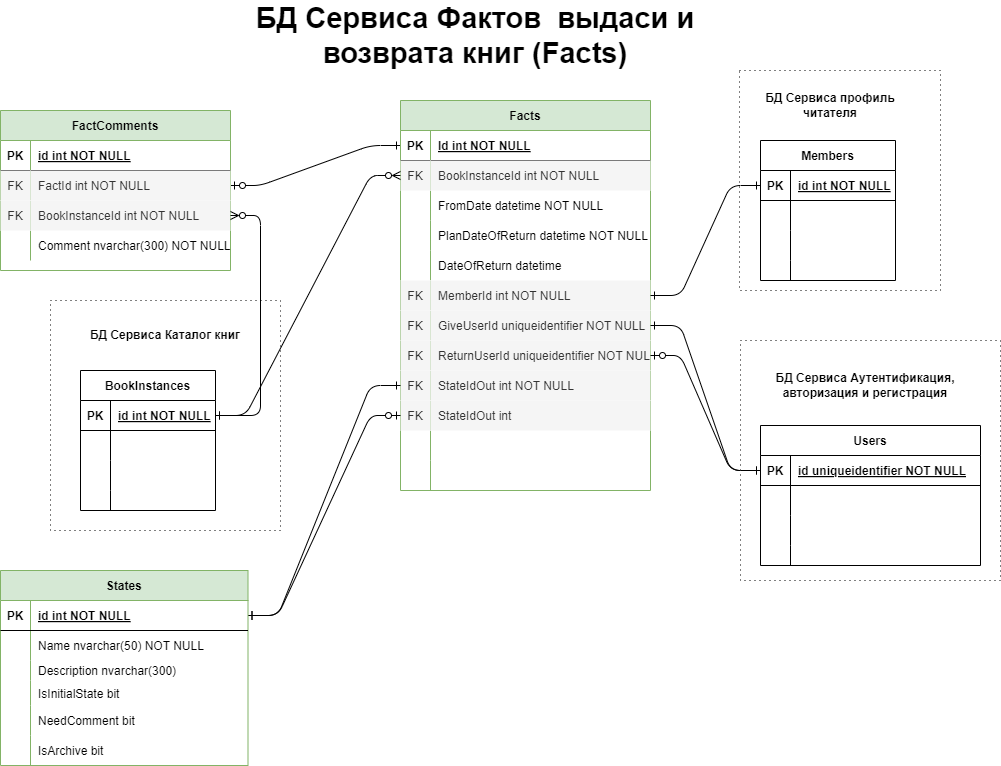 БД Сервиса Фактов выдаси и
возврата книг (Facts)
FactComments
PK id int NOT NULL
FK FactId int NOT NULL
FK BookInstanceId int NOT NULL
Comment nvarchar(300) NOT NULL
Facts
PK Id int NOT NULL
FK BookInstanceId int NOT NULL
FromDate datetime NOT NULL
PlanDateOfReturn datetime NOT NULL
DateOfReturn datetime
FK MemberId int NOT NULL
FK GiveUserId uniqueidentifier NOT NULL
FK ReturnUserId uniqueidentifier NOT NUL
FK StateIdOut int NOT NULL
FK StateIdOut int
БД Сервиса профиль
читателя
Members
PK id int NOT NULL
БД Сервиса Каталог книг
BookInstances
PK id int NOT NULL
БД Сервиса Аутентификация,
авторизация и регистрация
Users
PK id uniqueidentifier NOT NULL
States
PK id int NOT NULL
Name nvarchar(50) NOT NULL
Description nvarchar(300)
IsInitialState bit
NeedComment bit
IsArchive bit